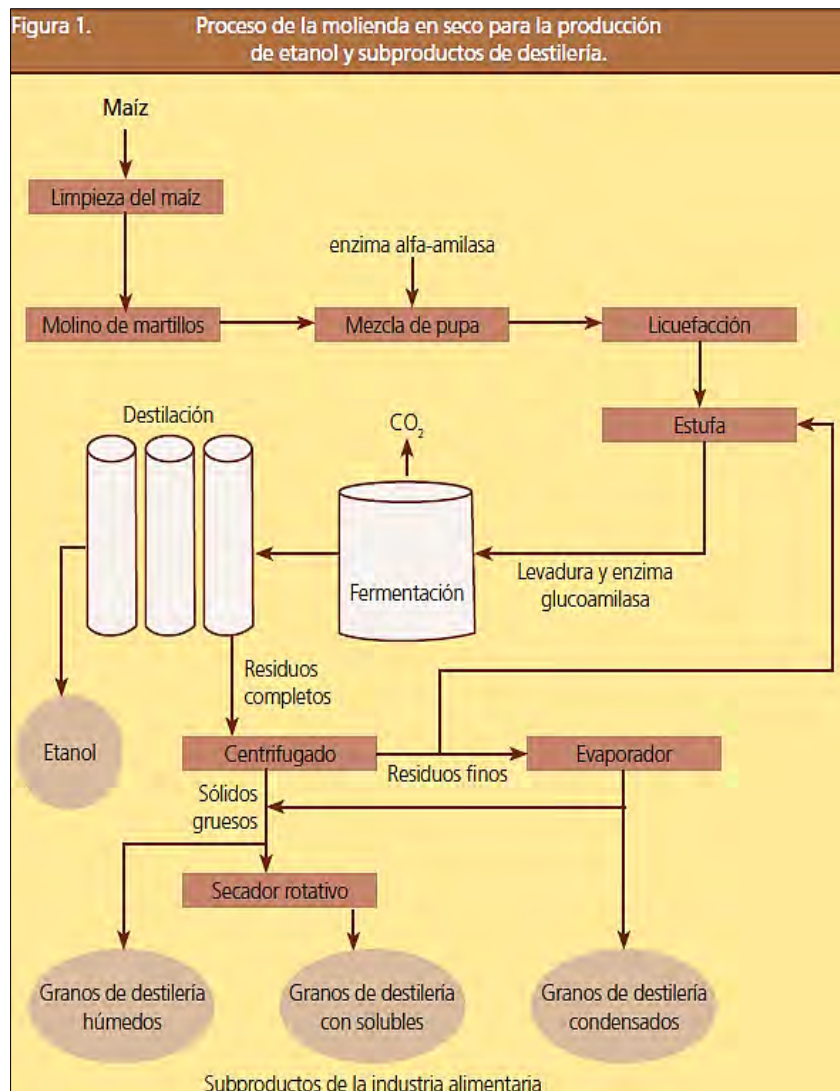 Figura 1.
Proceso de la molienda en seco para la producción
de etanol y subproductos de destilería.
Maíz
Limpieza del maíz
enzima alfa-amilasa
Molino de martillos
Mezcla de pupa
Licuefacción
Destilación
CO₂
Estufa
Fermentación
Levadura y enzima
glucoamilasa
Residuos
completos
Etanol
Centrifugado
Residuos finos
Evaporador
Sólidos
gruesos
Secador rotativo
Granos de destilería
húmedos
Granos de destilería
con solubles
Granos de destilería
condensados
Subproductos de la industria alimentaria